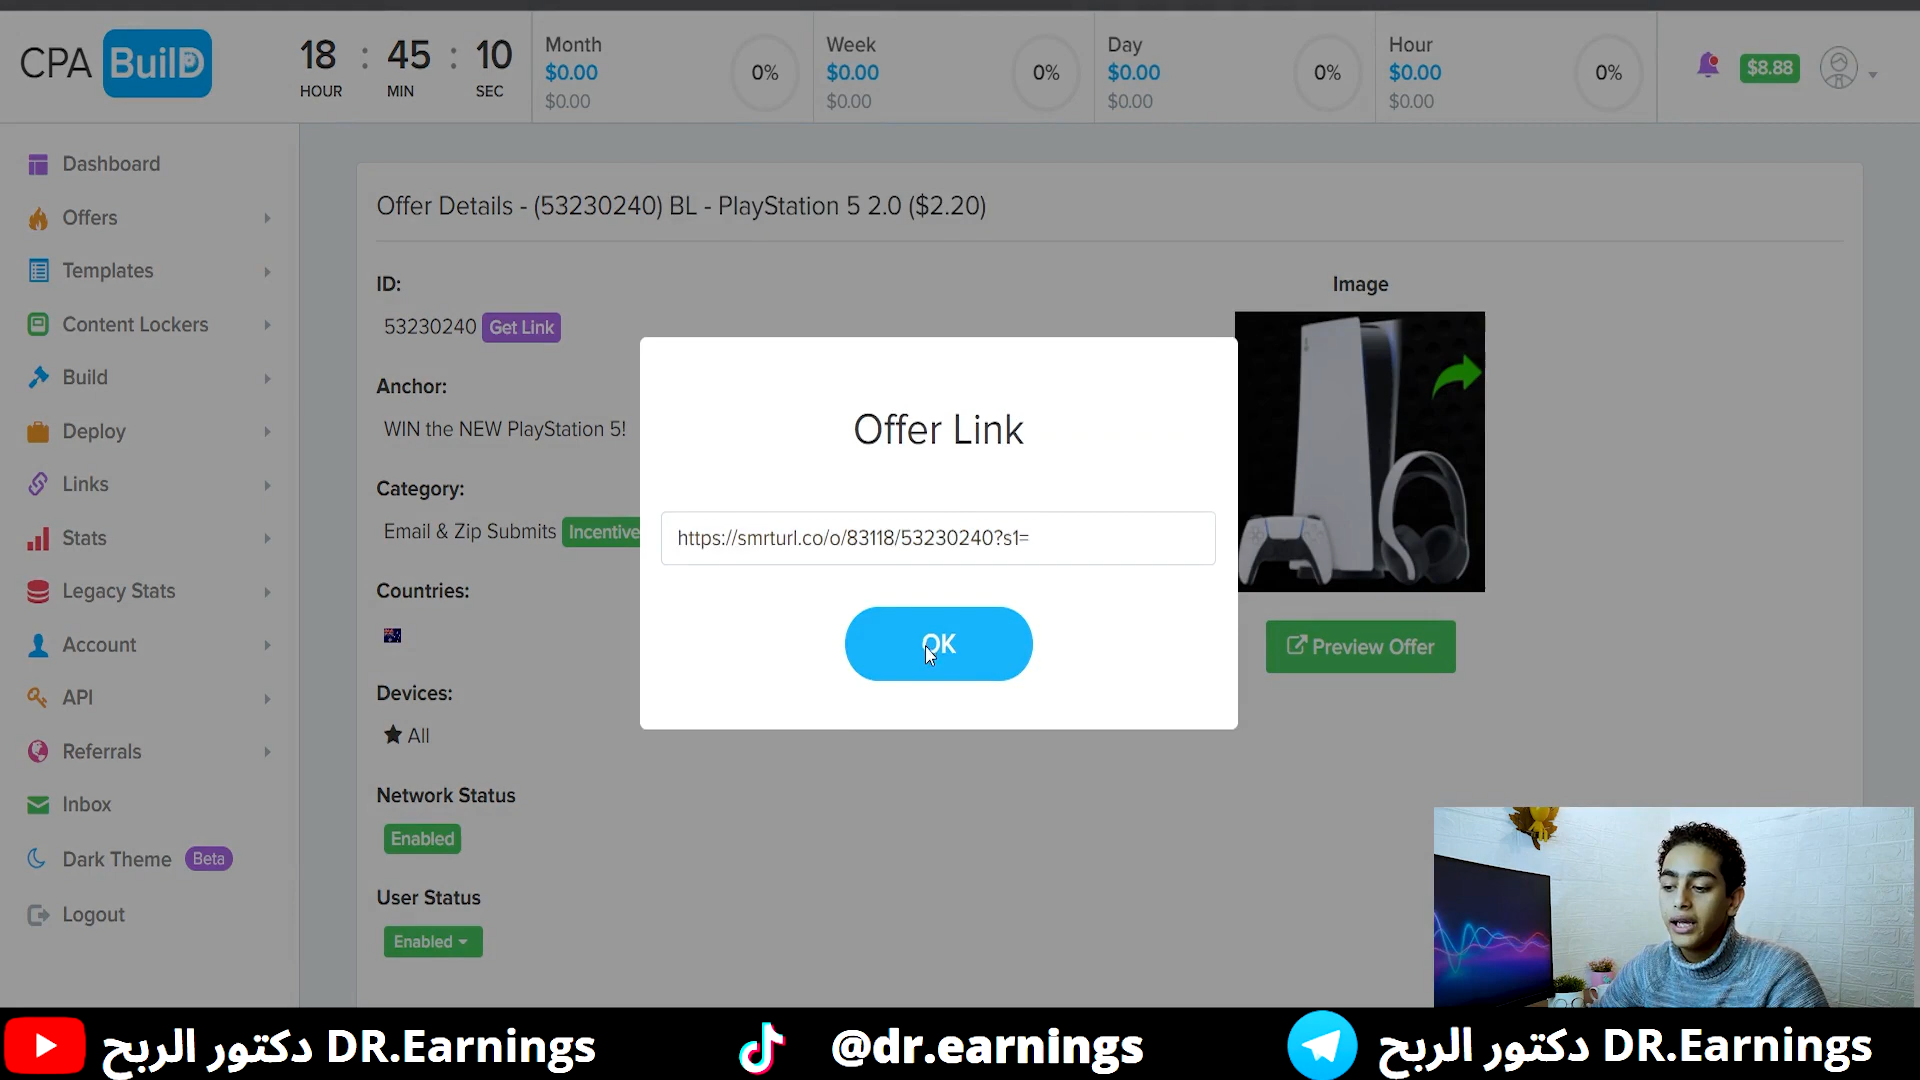 CPA BuilD
18 : 45 : 10
HOUR MIN SEC
Month
$0.00
$0.00
0%
Week
$0.00
$0.00
0%
Day
$0.00
$0.00
0%
Hour
$0.00
$0.00
0%
$8.88
Dashboard
Offers
Templates
Content Lockers
Build
Deploy
Links
Stats
Legacy Stats
Account
API
Referrals
Inbox
Dark Theme Beta
Logout
Offer Details - (53230240) BL - PlayStation 5 2.0 ($2.20)
ID:
53230240 Get Link
Anchor:
WIN the NEW PlayStation 5!
Category:
Email & Zip Submits Incentive
Countries:
Devices:
All
Network Status
Enabled
User Status
Enabled
Image
Preview Offer
Offer Link
https://smrturl.co/o/83118/53230240?s1=
OK
دكتور الربح DR.Earnings
@dr.earnings
دكتور الربح DR.Earnings